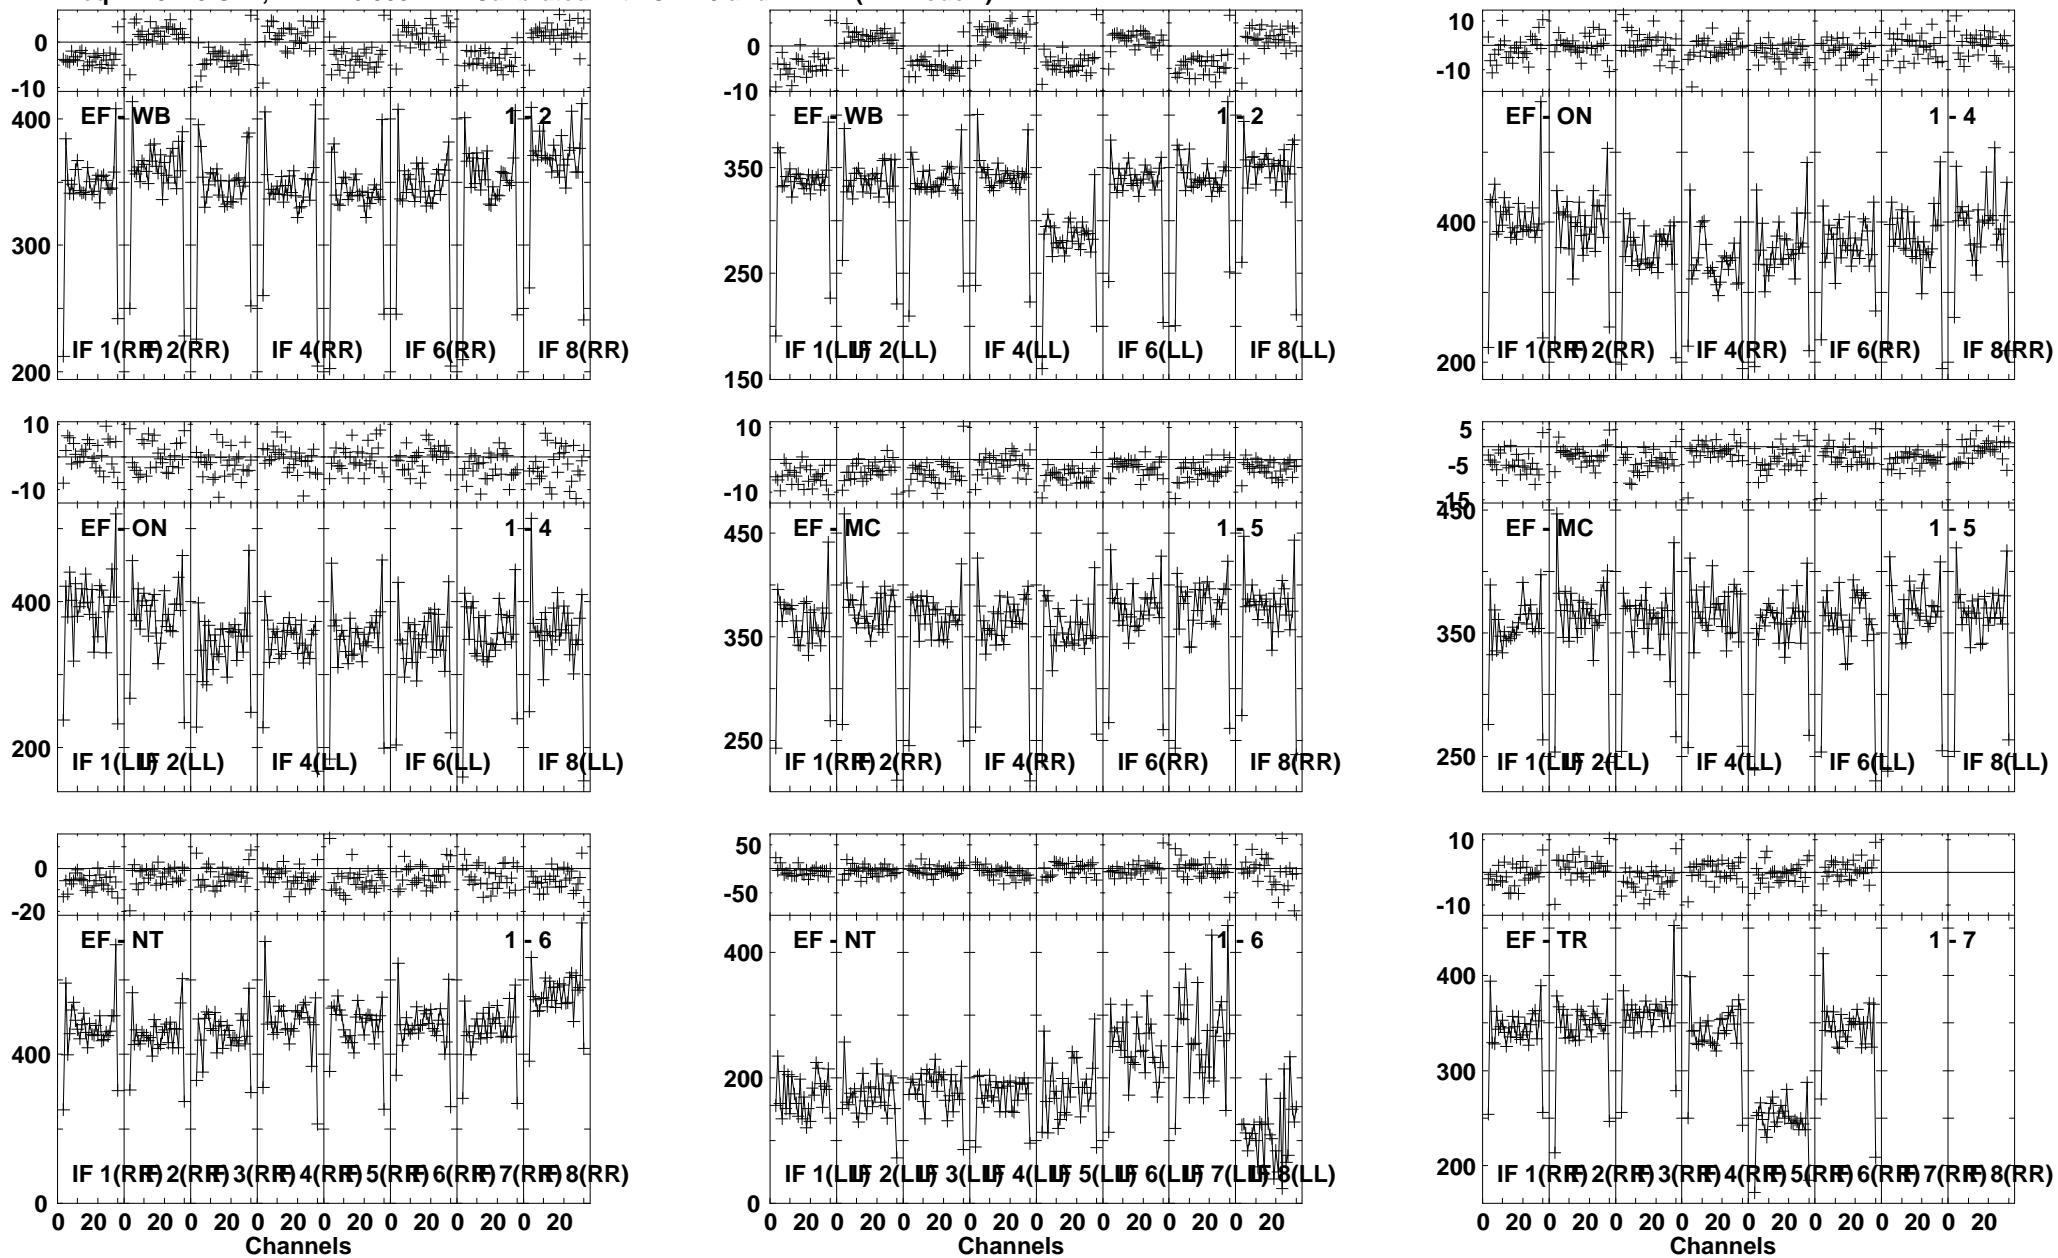 0
-10
400
300
200
EF - WB
1 - 2
IF 1(RR)
IF 2(RR)
IF 4(RR)
IF 6(RR)
IF 8(RR)
0
-10
350
250
150
EF - WB
1 - 2
IF 1(LL)
IF 2(LL)
IF 4(LL)
IF 6(LL)
IF 8(LL)
10
-10
400
200
EF - ON
1 - 4
IF 1(RR)
IF 2(RR)
IF 4(RR)
IF 6(RR)
IF 8(RR)
10
-10
400
200
EF - ON
1 - 4
IF 1(LL)
IF 2(LL)
IF 4(LL)
IF 6(LL)
IF 8(LL)
10
-10
450
350
250
EF - MC
1 - 5
IF 1(RR)
IF 2(RR)
IF 4(RR)
IF 6(RR)
IF 8(RR)
5
-5
-15
450
350
250
EF - MC
1 - 5
IF 1(LL)
IF 2(LL)
IF 4(LL)
IF 6(LL)
IF 8(LL)
0
-20
400
0
EF - NT
1 - 6
IF 1(RR)
IF 2(RR)
IF 3(RR)
IF 4(RR)
IF 5(RR)
IF 6(RR)
IF 7(RR)
IF 8(RR)
0 20 0 20 0 20 0 20 0 20 0 20 0 20 0 20
Channels
50
-50
400
200
0
EF - NT
1 - 6
IF 1(LL)
IF 2(LL)
IF 3(LL)
IF 4(LL)
IF 5(LL)
IF 6(LL)
IF 7(LL)
IF 8(LL)
0 20 0 20 0 20 0 20 0 20 0 20 0 20 0 20
Channels
10
-10
400
300
200
EF - TR
1 - 7
IF 1(RR)
IF 2(RR)
IF 3(RR)
IF 4(RR)
IF 5(RR)
IF 6(RR)
IF 7(RR)
IF 8(RR)
0 20 0 20 0 20 0 20 0 20 0 20 0 20 0 20
Channels